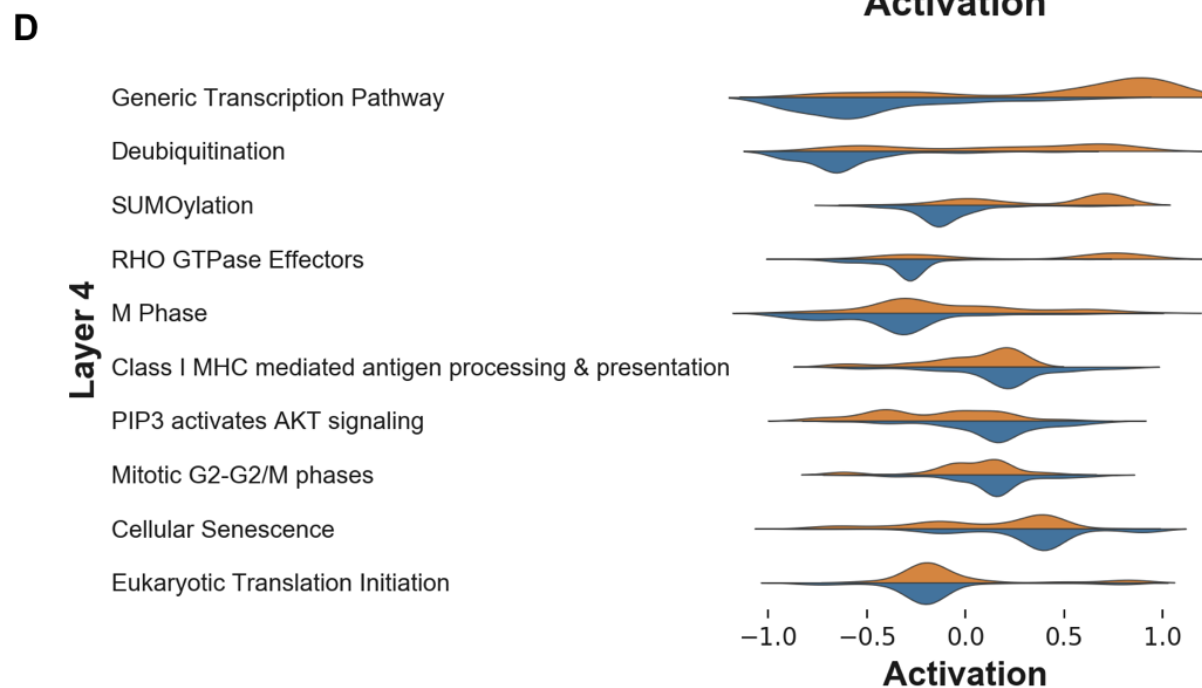 Activation
D
Generic Transcription Pathway
Deubiquitination
SUMOylation
RHO GTPase Effectors
M Phase
Class I MHC mediated antigen processing & presentation
PIP3 activates AKT signaling
Mitotic G2-G2/M phases
Cellular Senescence
Eukaryotic Translation Initiation
Layer 4
−1.0 −0.5 0.0 0.5 1.0
Activation